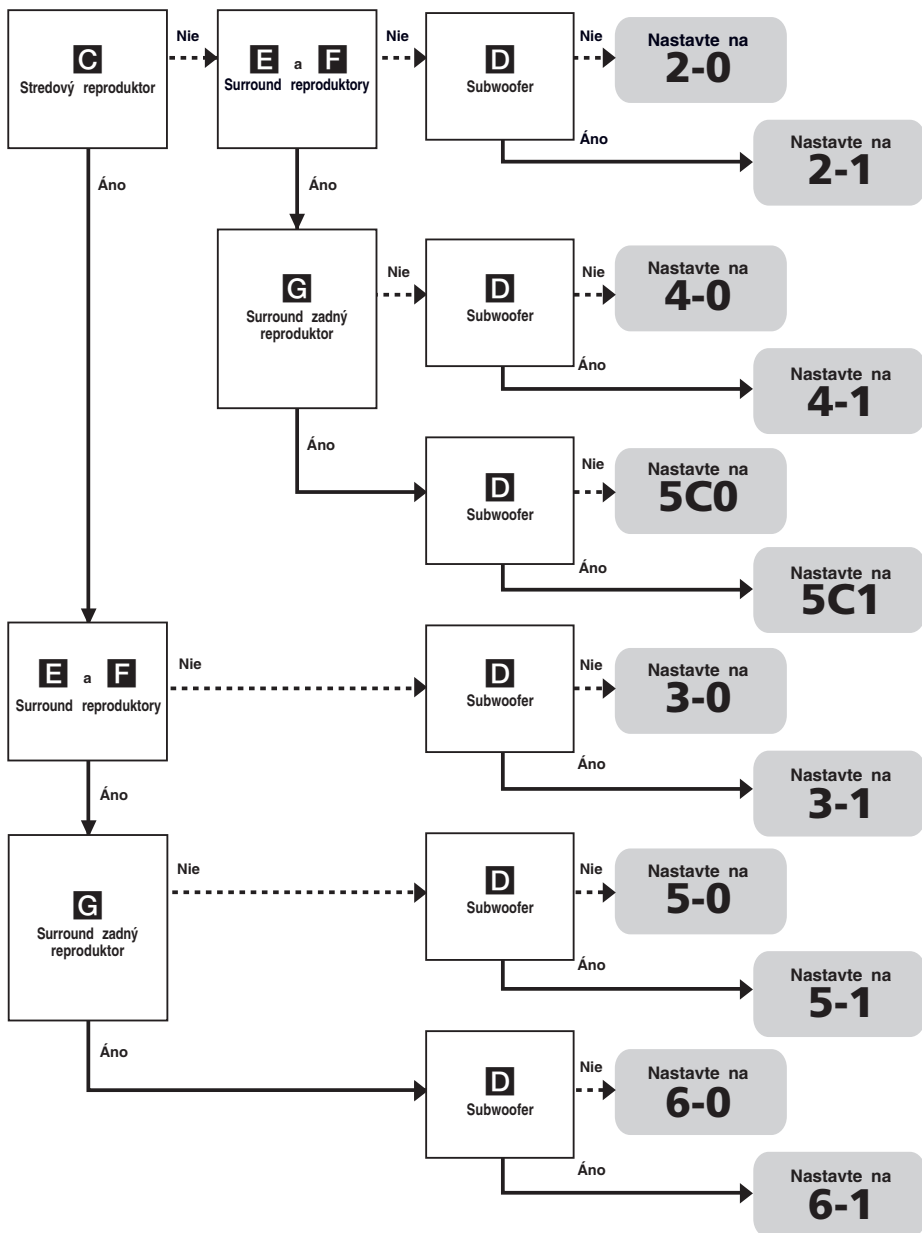 C
Stredový reproduktor
Nie
E a F
Surround reproduktory
Nie
D
Subwoofer
Nie
Nastavte na
2-0
Áno
Nastavte na
2-1
Áno
Áno
G
Surround zadný
reproduktor
Nie
D
Subwoofer
Nie
Nastavte na
4-0
Áno
Nastavte na
4-1
Áno
D
Subwoofer
Nie
Nastavte na
5C0
Áno
Nastavte na
5C1
E a F
Surround reproduktory
Nie
D
Subwoofer
Nie
Nastavte na
3-0
Áno
Nastavte na
3-1
Áno
G
Surround zadný
reproduktor
Nie
D
Subwoofer
Nie
Nastavte na
5-0
Áno
Nastavte na
5-1
Áno
D
Subwoofer
Nie
Nastavte na
6-0
Áno
Nastavte na
6-1